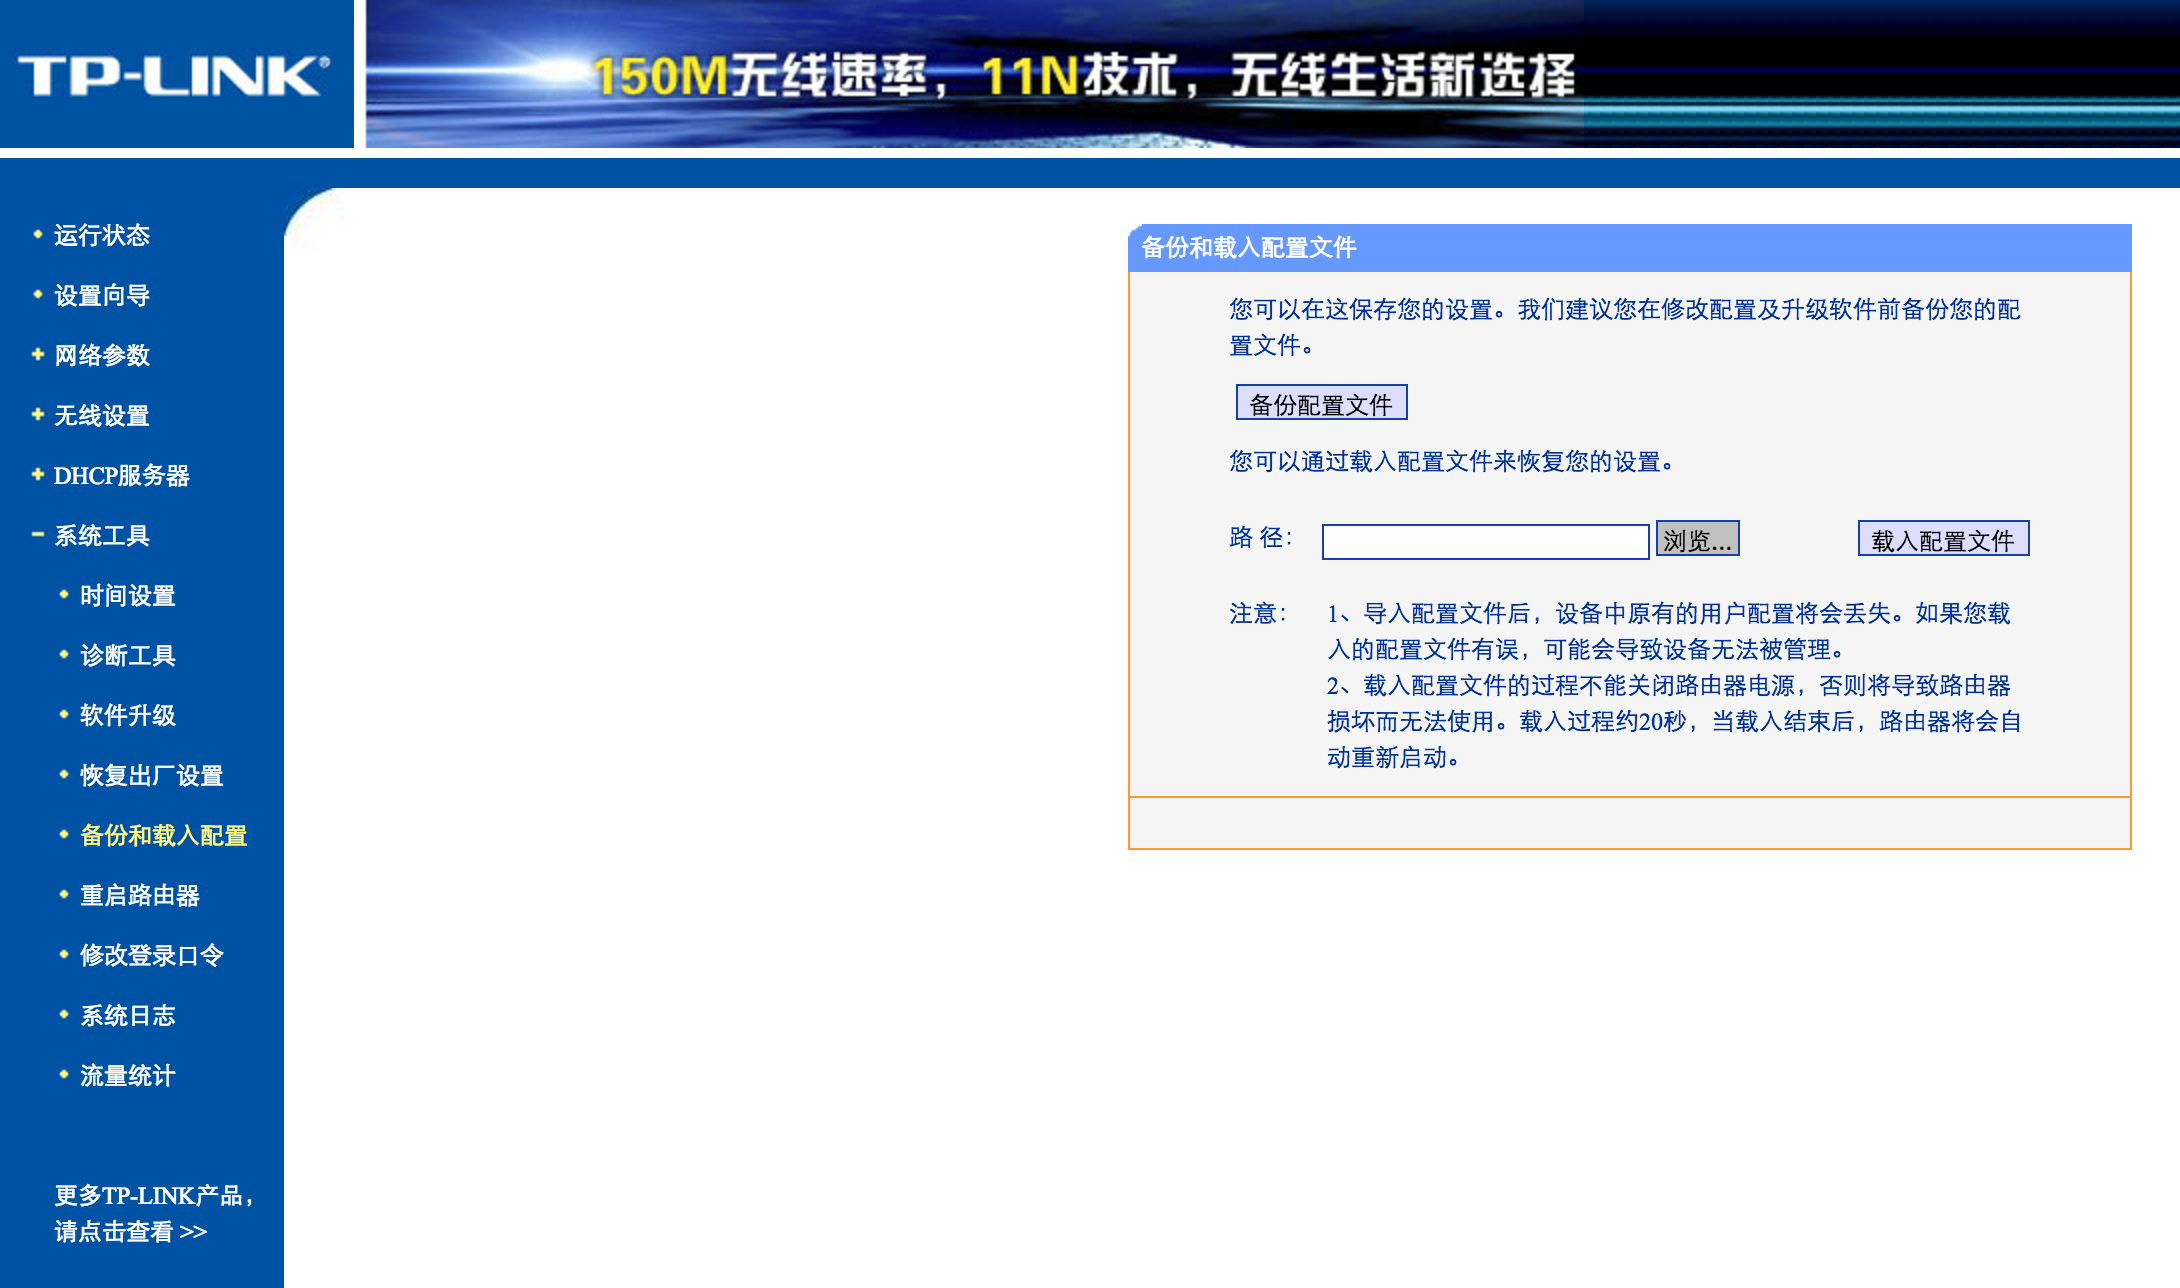 TP-LINK®
150M无线速率，11N技术，无线生活新选择
运行状态
设置向导
网络参数
无线设置
DHCP服务器
系统工具
时间设置
诊断工具
软件升级
恢复出厂设置
备份和载入配置
重启路由器
修改登录口令
系统日志
流量统计
更多TP-LINK产品，
请点击查看 >>
备份和载入配置文件
您可以在这保存您的设置。我们建议您在修改配置及升级软件前备份您的配
置文件。
备份配置文件
您可以通过载入配置文件来恢复您的设置。
路 径： 浏览... 载入配置文件
注意： 1、导入配置文件后，设备中原有的用户配置将会丢失。如果您载
入的配置文件有误，可能会导致设备无法被管理。
2、载入配置文件的过程不能关闭路由器电源，否则将导致路由器
损坏而无法使用。载入过程约20秒，当载入结束后，路由器将会自
动重新启动。